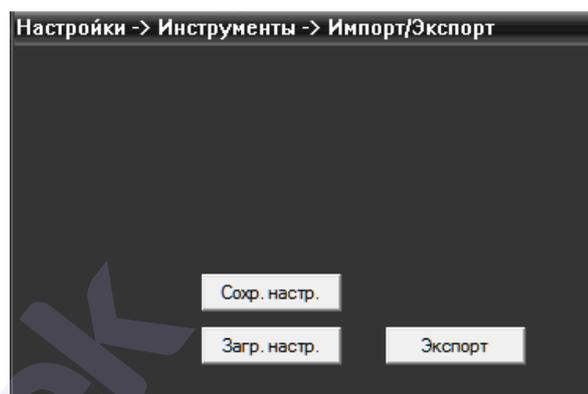 Настройки -> Инструменты -> Импорт/Экспорт
Сохр. настр.
Загр. настр.
Экспорт